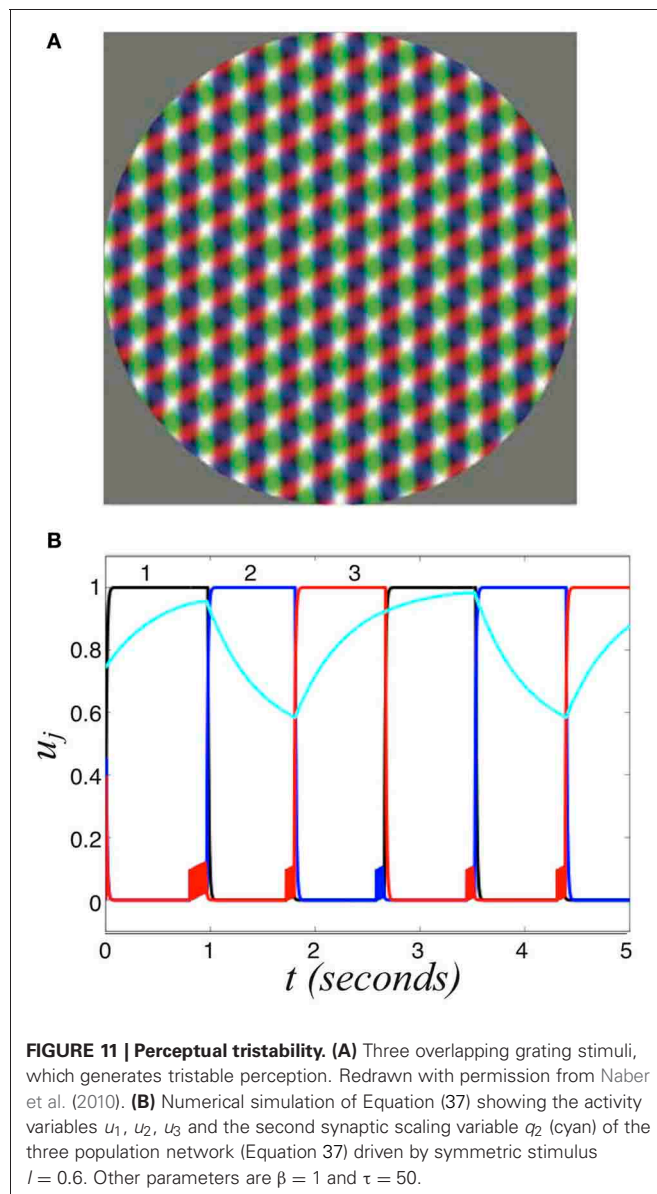 A
B
1 2 3
1
0.8
0.6
0.4
0.2
0
u_j
0 1 2 3 4 5
t (seconds)
FIGURE 11 | Perceptual tristability. (A) Three overlapping grating stimuli,
which generates tristable perception. Redrawn with permission from Naber
et al. (2010). (B) Numerical simulation of Equation (37) showing the activity
variables u1, u2, u3 and the second synaptic scaling variable q2 (cyan) of the
three population network (Equation 37) driven by symmetric stimulus
I = 0.6. Other parameters are β = 1 and τ = 50.